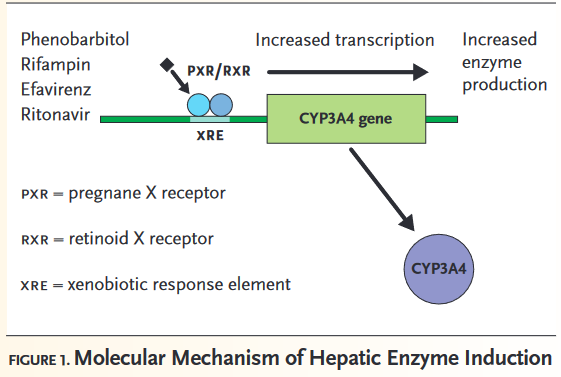 Phenobarbitol
Rifampin
Efavirenz
Ritonavir
PXR/RXR
XRE
Increased transcription
Increased
enzyme
production
CYP3A4 gene
CYP3A4
PXR = pregnane X receptor
RXR = retinoid X receptor
XRE = xenobiotic response element
FIGURE 1. Molecular Mechanism of Hepatic Enzyme Induction